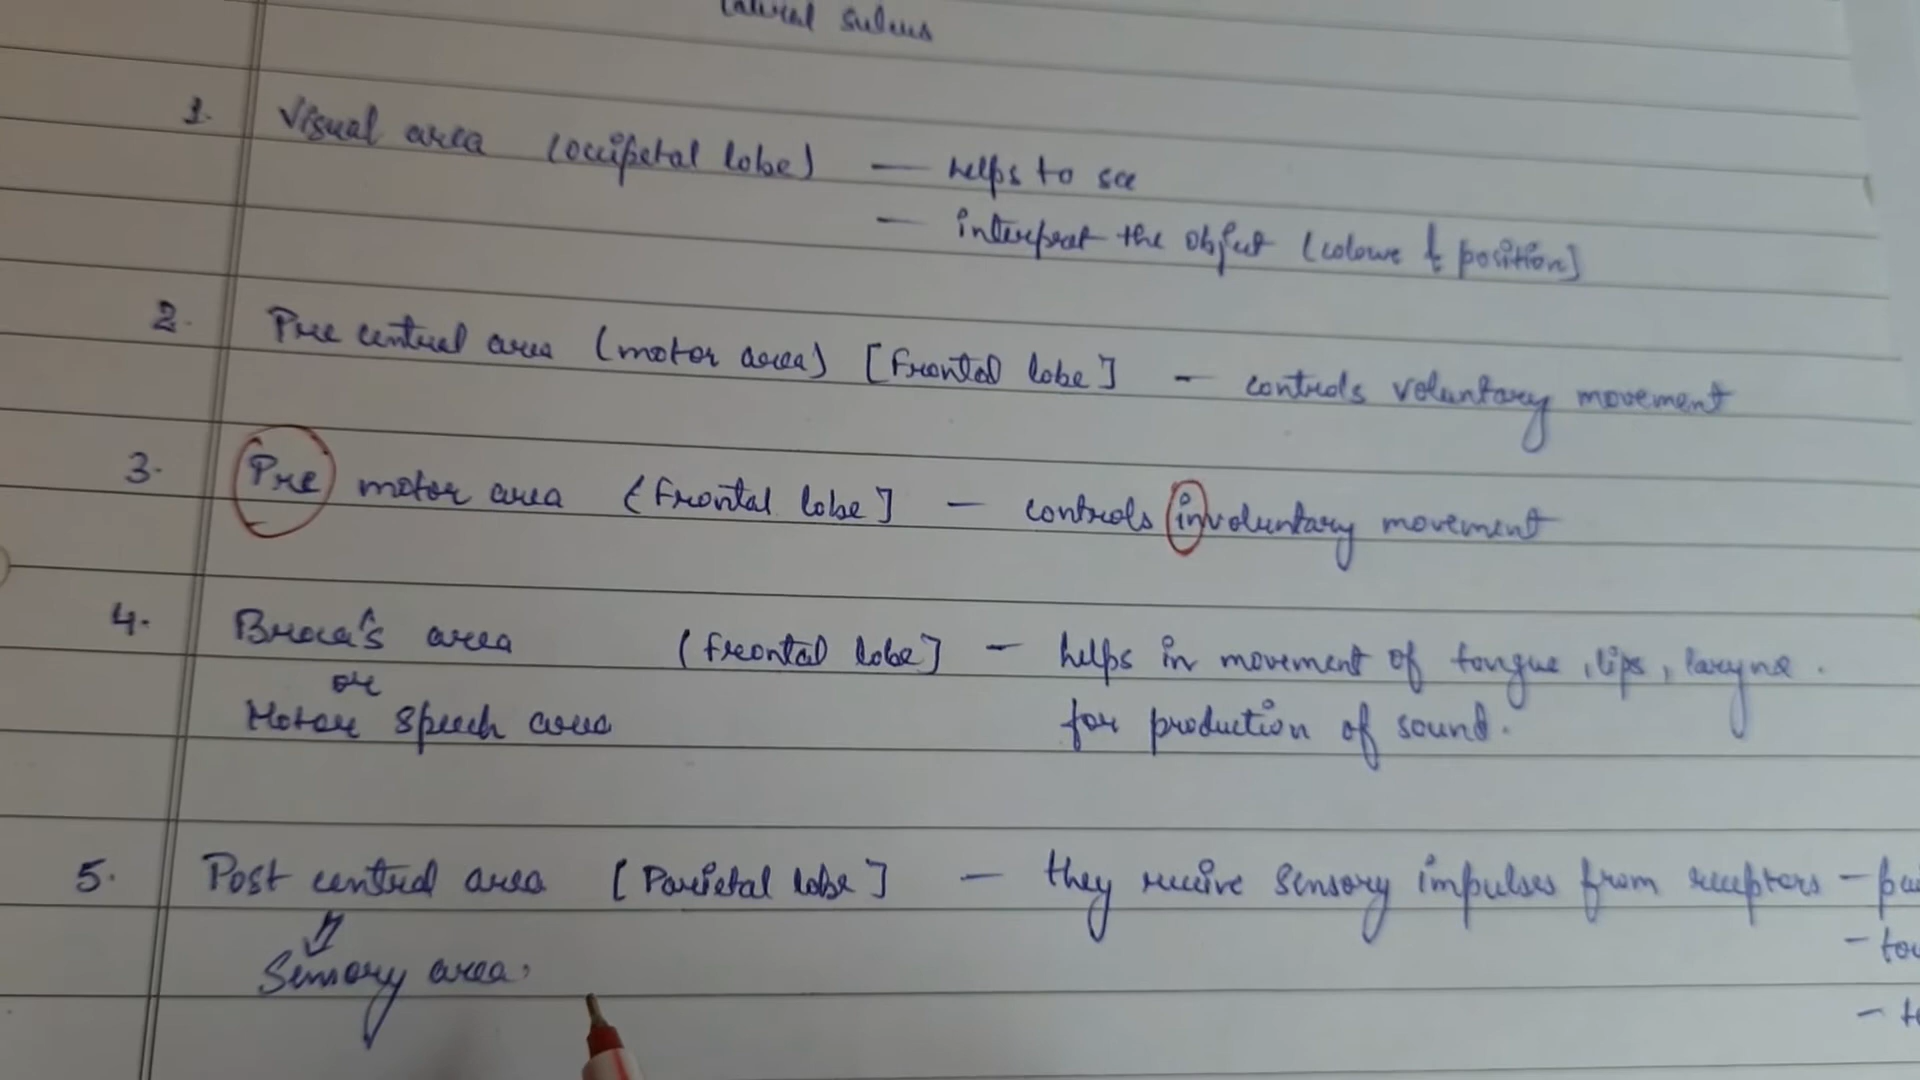 lateral sulcus
1. Visual area (occipetal lobe) — helps to see
— interpret the object (colour & position]
2. Pre central area (motor area) [Frontal lobe] — controls voluntary movement
3. Pre motor area (Frontal lobe] — controls involuntary movement
4. Broca's area (frontal lobe] — helps in movement of tongue, lips, larynx.
or
Motor speech area for production of sound.
5. Post central area [Parietal lobe] — they receive sensory impulses from receptors —
Sensory area.